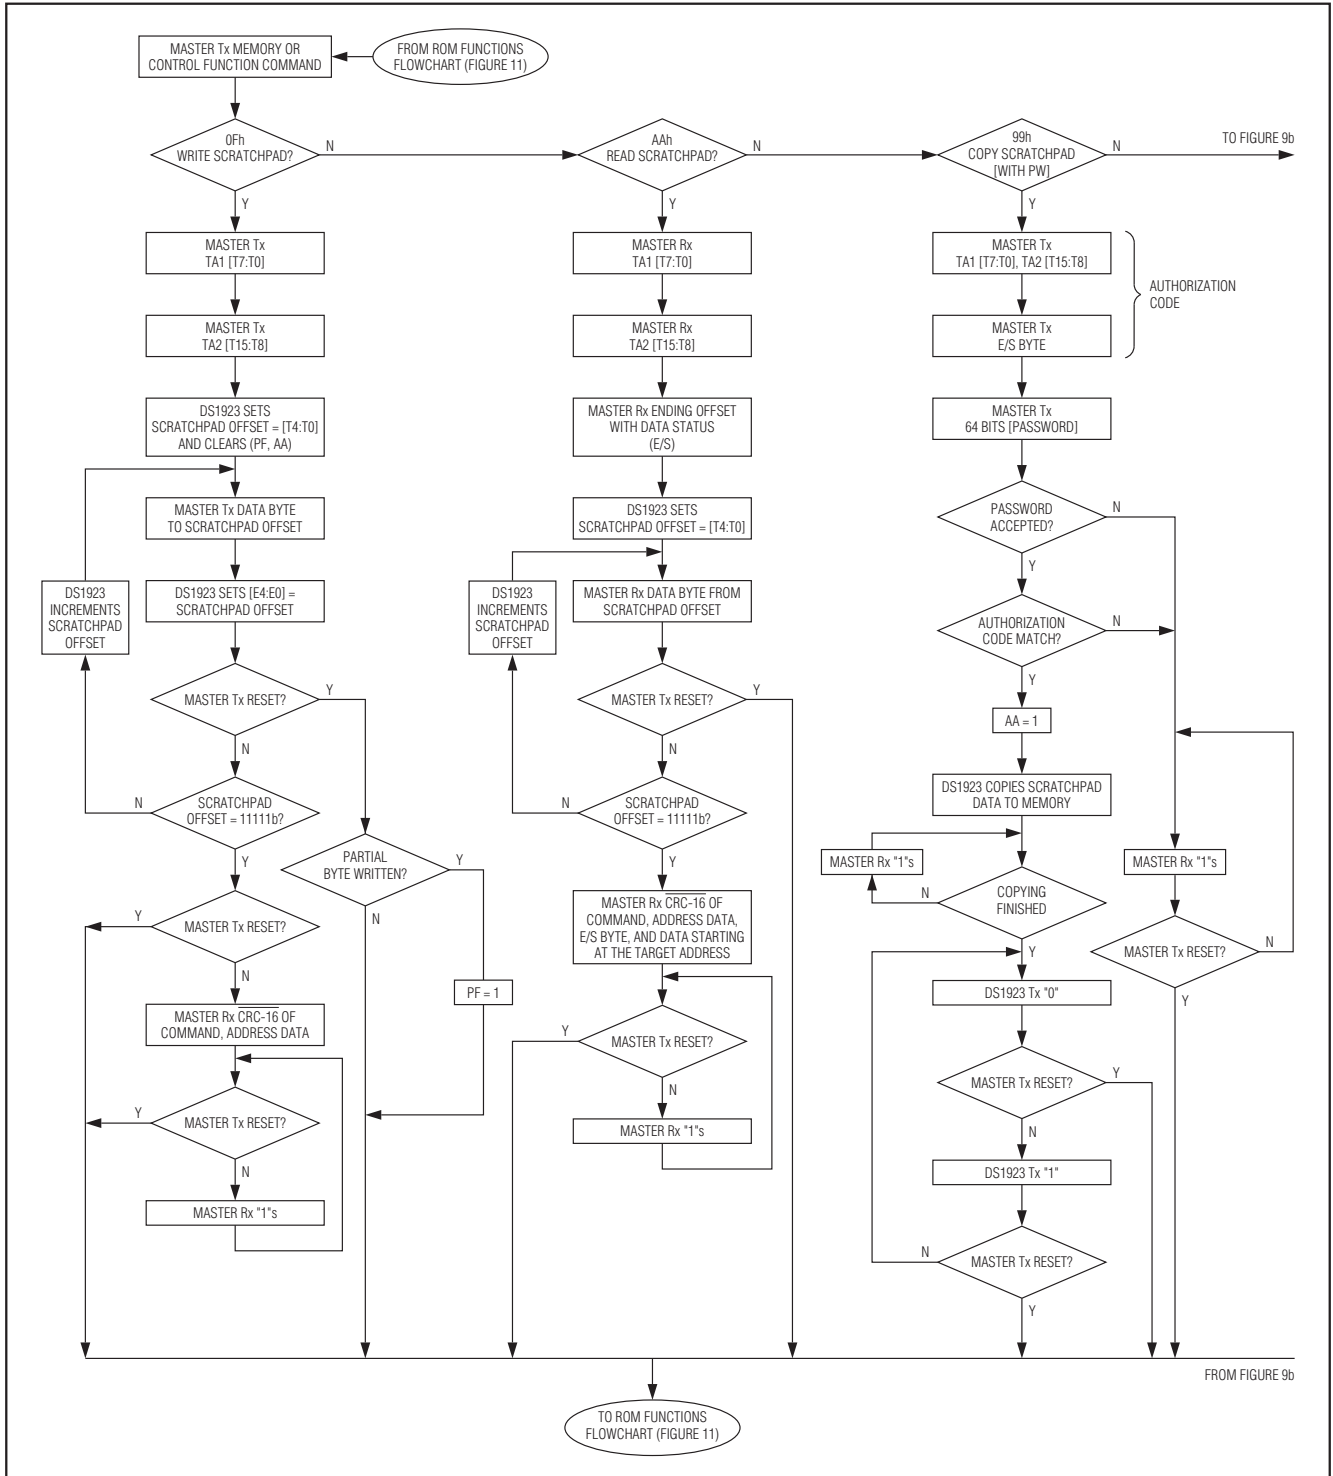 MASTER Tx MEMORY OR
CONTROL FUNCTION COMMAND
FROM ROM FUNCTIONS
FLOWCHART (FIGURE 11)
0Fh
WRITE SCRATCHPAD?
N
Y
MASTER Tx
TA1 [T7:T0]
MASTER Tx
TA2 [T15:T8]
DS1923 SETS
SCRATCHPAD OFFSET = [T4:T0]
AND CLEARS (PF, AA)
MASTER Tx DATA BYTE
TO SCRATCHPAD OFFSET
DS1923
INCREMENTS
SCRATCHPAD
OFFSET
DS1923 SETS [E4:E0] =
SCRATCHPAD OFFSET
MASTER Tx RESET?
Y
N
SCRATCHPAD
OFFSET = 11111b?
N
Y
PARTIAL
BYTE WRITTEN?
Y
N
PF = 1
MASTER Tx RESET?
Y
N
MASTER Rx CRC-16 OF
COMMAND, ADDRESS DATA
MASTER Tx RESET?
Y
N
MASTER Rx "1"s
AAh
READ SCRATCHPAD?
N
Y
MASTER Rx
TA1 [T7:T0]
MASTER Rx
TA2 [T15:T8]
MASTER Rx ENDING OFFSET
WITH DATA STATUS
(E/S)
DS1923 SETS
SCRATCHPAD OFFSET = [T4:T0]
DS1923
INCREMENTS
SCRATCHPAD
OFFSET
MASTER Rx DATA BYTE FROM
SCRATCHPAD OFFSET
MASTER Tx RESET?
Y
N
SCRATCHPAD
OFFSET = 11111b?
N
Y
MASTER Rx CRC-16 OF
COMMAND, ADDRESS DATA,
E/S BYTE, AND DATA STARTING
AT THE TARGET ADDRESS
MASTER Tx RESET?
Y
N
MASTER Rx "1"s
99h
COPY SCRATCHPAD
[WITH PW]
N
TO FIGURE 9b
Y
MASTER Tx
TA1 [T7:T0], TA2 [T15:T8]
MASTER Tx
E/S BYTE
AUTHORIZATION
CODE
MASTER Tx
64 BITS [PASSWORD]
PASSWORD
ACCEPTED?
N
Y
AUTHORIZATION
CODE MATCH?
N
Y
AA = 1
DS1923 COPIES SCRATCHPAD
DATA TO MEMORY
MASTER Rx "1"s
COPYING
FINISHED
N
Y
MASTER Rx "1"s
MASTER Tx RESET?
N
Y
DS1923 Tx "0"
MASTER Tx RESET?
Y
N
DS1923 Tx "1"
MASTER Tx RESET?
N
Y
FROM FIGURE 9b
TO ROM FUNCTIONS
FLOWCHART (FIGURE 11)